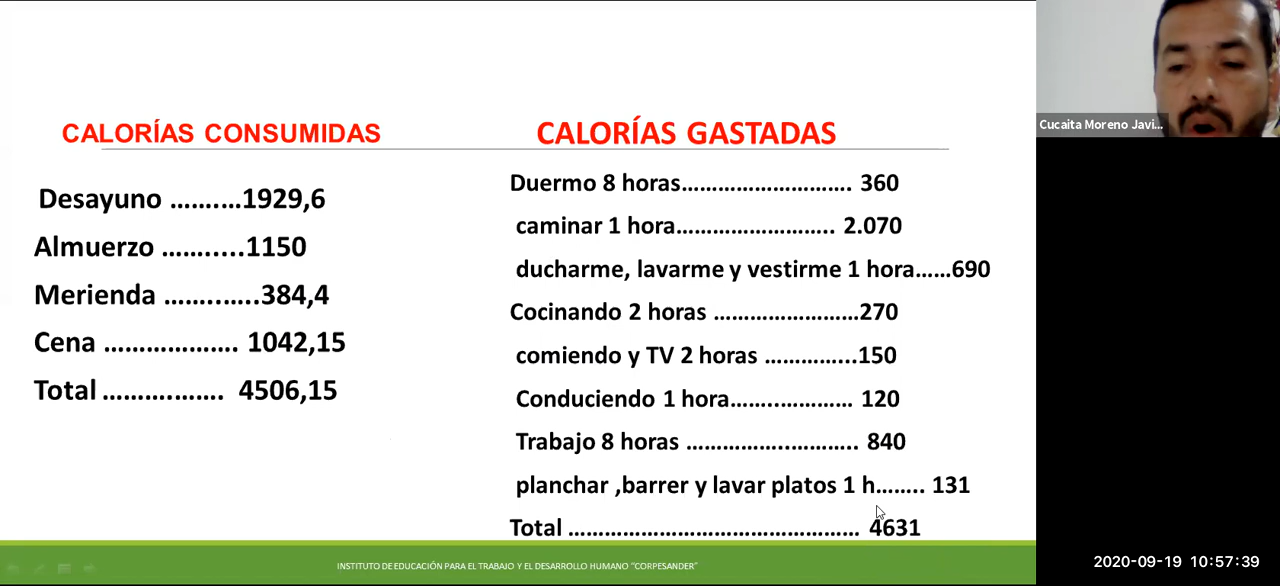 CALORÍAS CONSUMIDAS
Desayuno ……….1929,6
Almuerzo …….....1150
Merienda ……..…..384,4
Cena ………………. 1042,15
Total ……….……. 4506,15
CALORÍAS GASTADAS
Duermo 8 horas………………………. 360
caminar 1 hora…………………….. 2.070
ducharme, lavarme y vestirme 1 hora……690
Cocinando 2 horas ……………………270
comiendo y TV 2 horas …………...150
Conduciendo 1 hora……..………… 120
Trabajo 8 horas ……………..……….. 840
planchar ,barrer y lavar platos 1 h…….. 131
Total ………………………………………… 4631
INSTITUTO DE EDUCACIÓN PARA EL TRABAJO Y EL DESARROLLO HUMANO "CORPESANDER"
Cucaita Moreno Javi...
2020-09-19 10:57:39